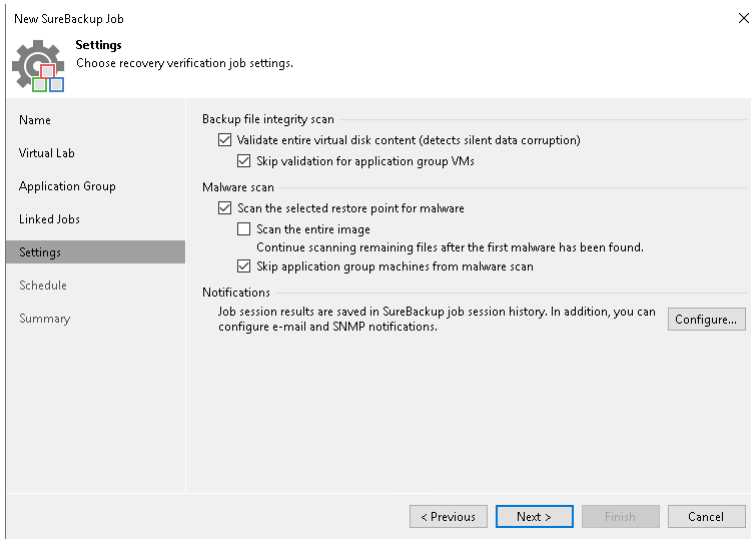 New SureBackup Job
Settings
Choose recovery verification job settings.
Name
Virtual Lab
Application Group
Linked Jobs
Settings
Schedule
Summary
Backup file integrity scan
Validate entire virtual disk content (detects silent data corruption)
Skip validation for application group VMs
Malware scan
Scan the selected restore point for malware
Scan the entire image
Continue scanning remaining files after the first malware has been found.
Skip application group machines from malware scan
Notifications
Job session results are saved in SureBackup job session history. In addition, you can
configure e-mail and SNMP notifications.
Configure...
< Previous
Next >
Finish
Cancel